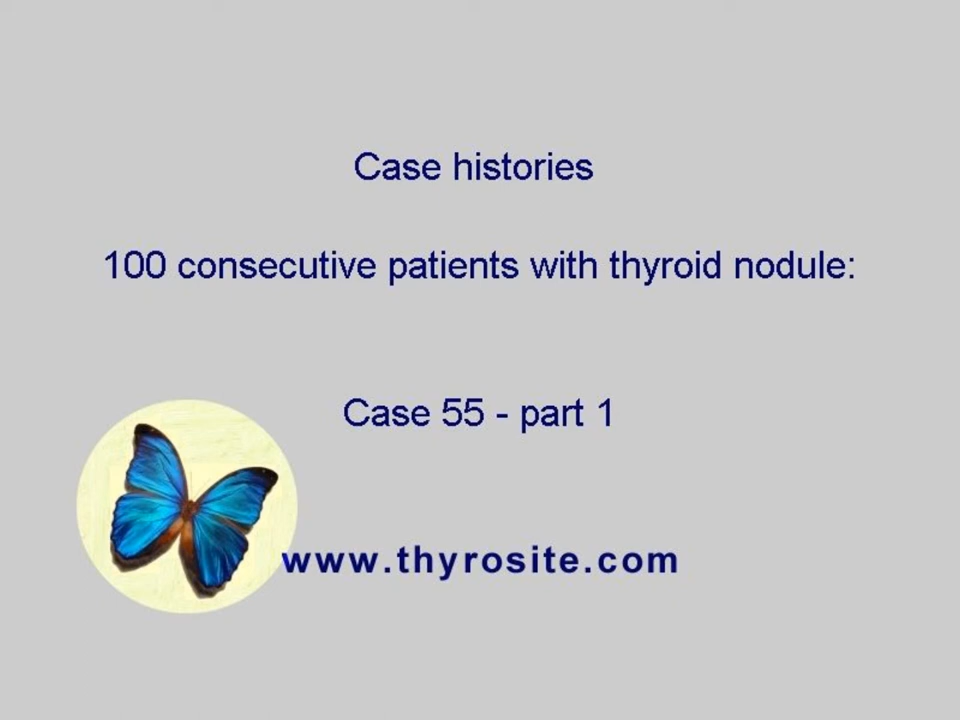 Case histories
100 consecutive patients with thyroid nodule:
Case 55 - part 1
www.thyrosite.com